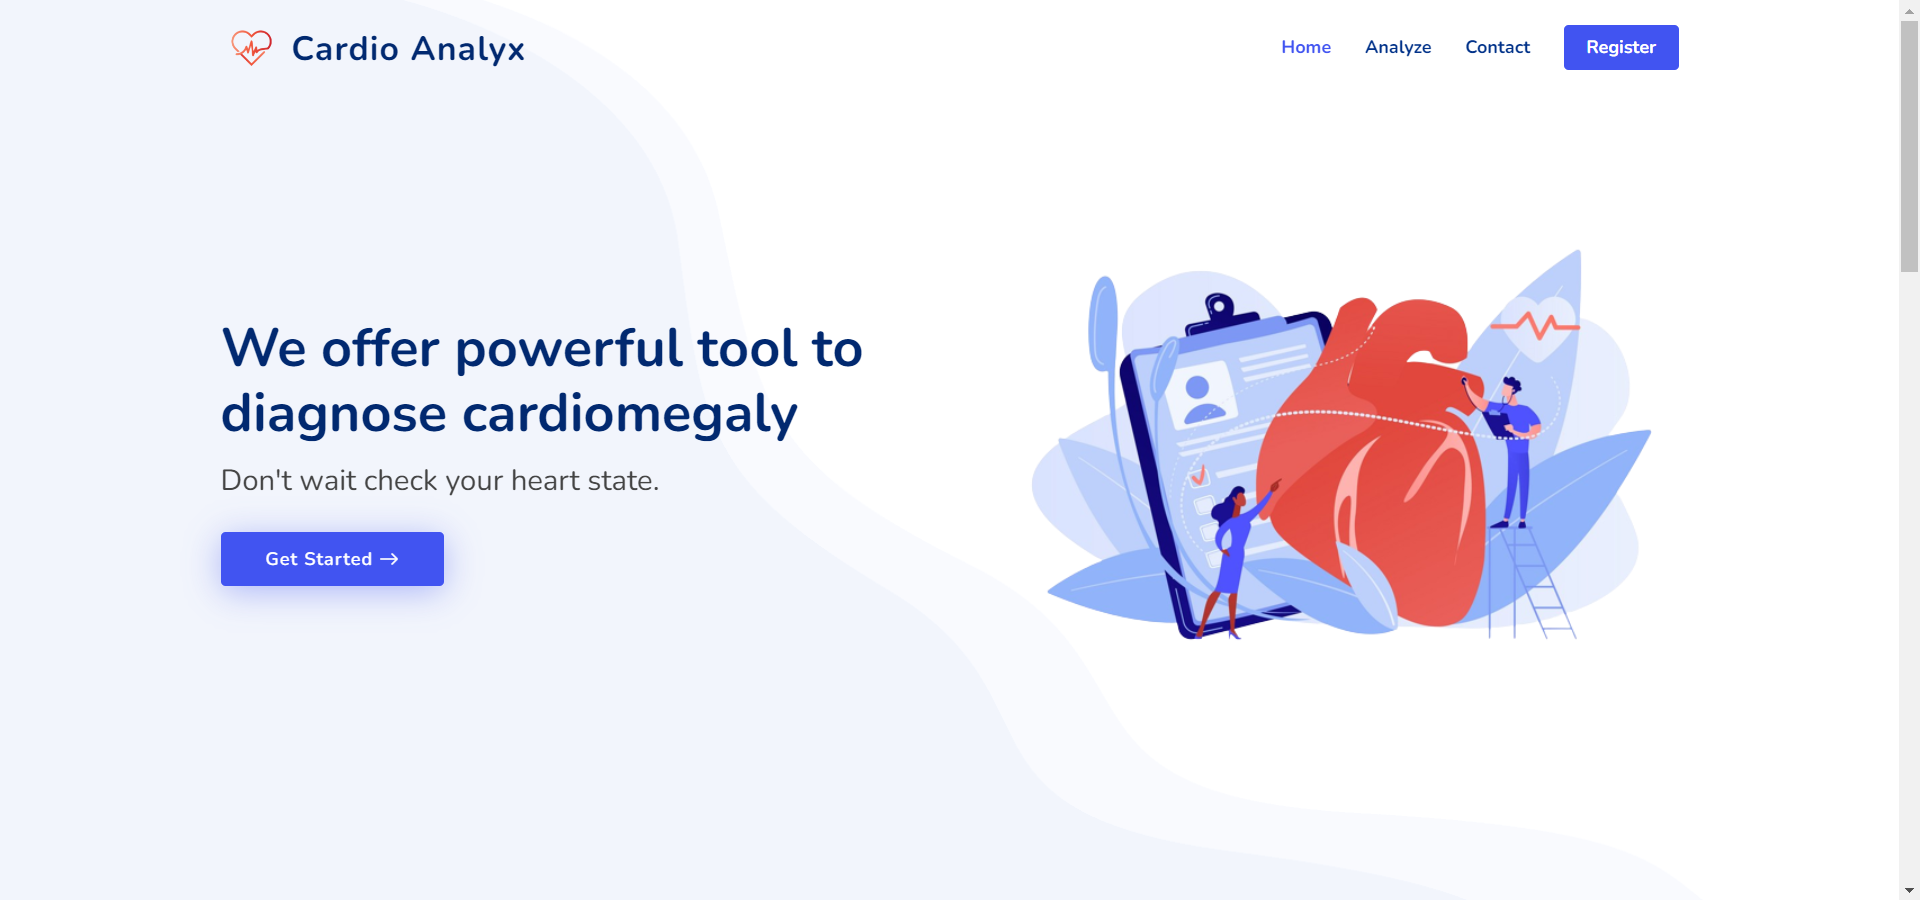 Cardio Analyx
Home Analyze Contact Register
We offer powerful tool to
diagnose cardiomegaly
Don't wait check your heart state.
Get Started →